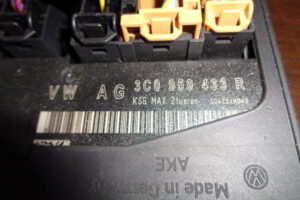 VW AG 3C0 959 433 R
KSG MAX 2tuerer
Made in Germany
AKE